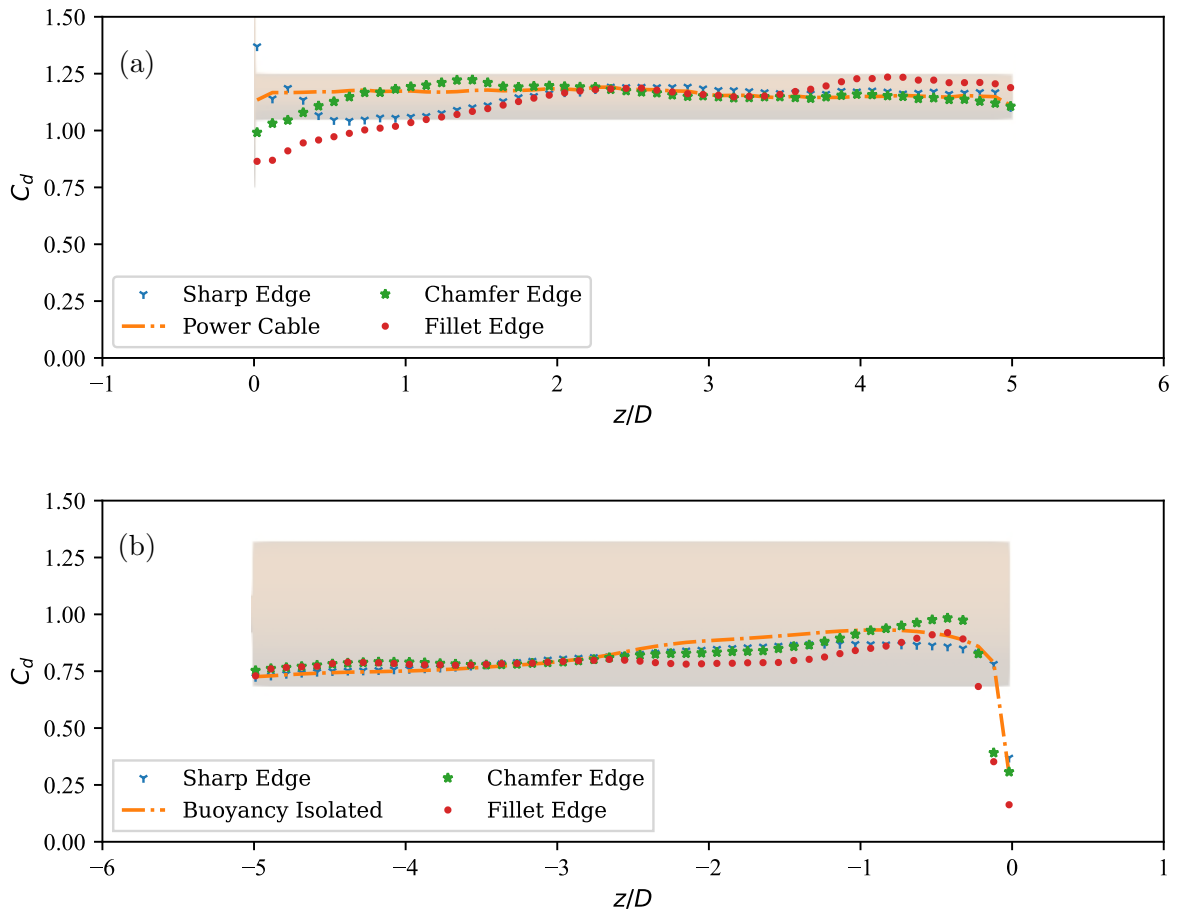 1.50
(a)
1.25
1.00
0.75
0.50
0.25
0.00
C_d
Sharp Edge Chamfer Edge
Power Cable Fillet Edge
−1 0 1 2 3 4 5 6
z/D
1.50
(b)
1.25
1.00
0.75
0.50
0.25
0.00
C_d
Sharp Edge Chamfer Edge
Buoyancy Isolated Fillet Edge
−6 −5 −4 −3 −2 −1 0 1
z/D